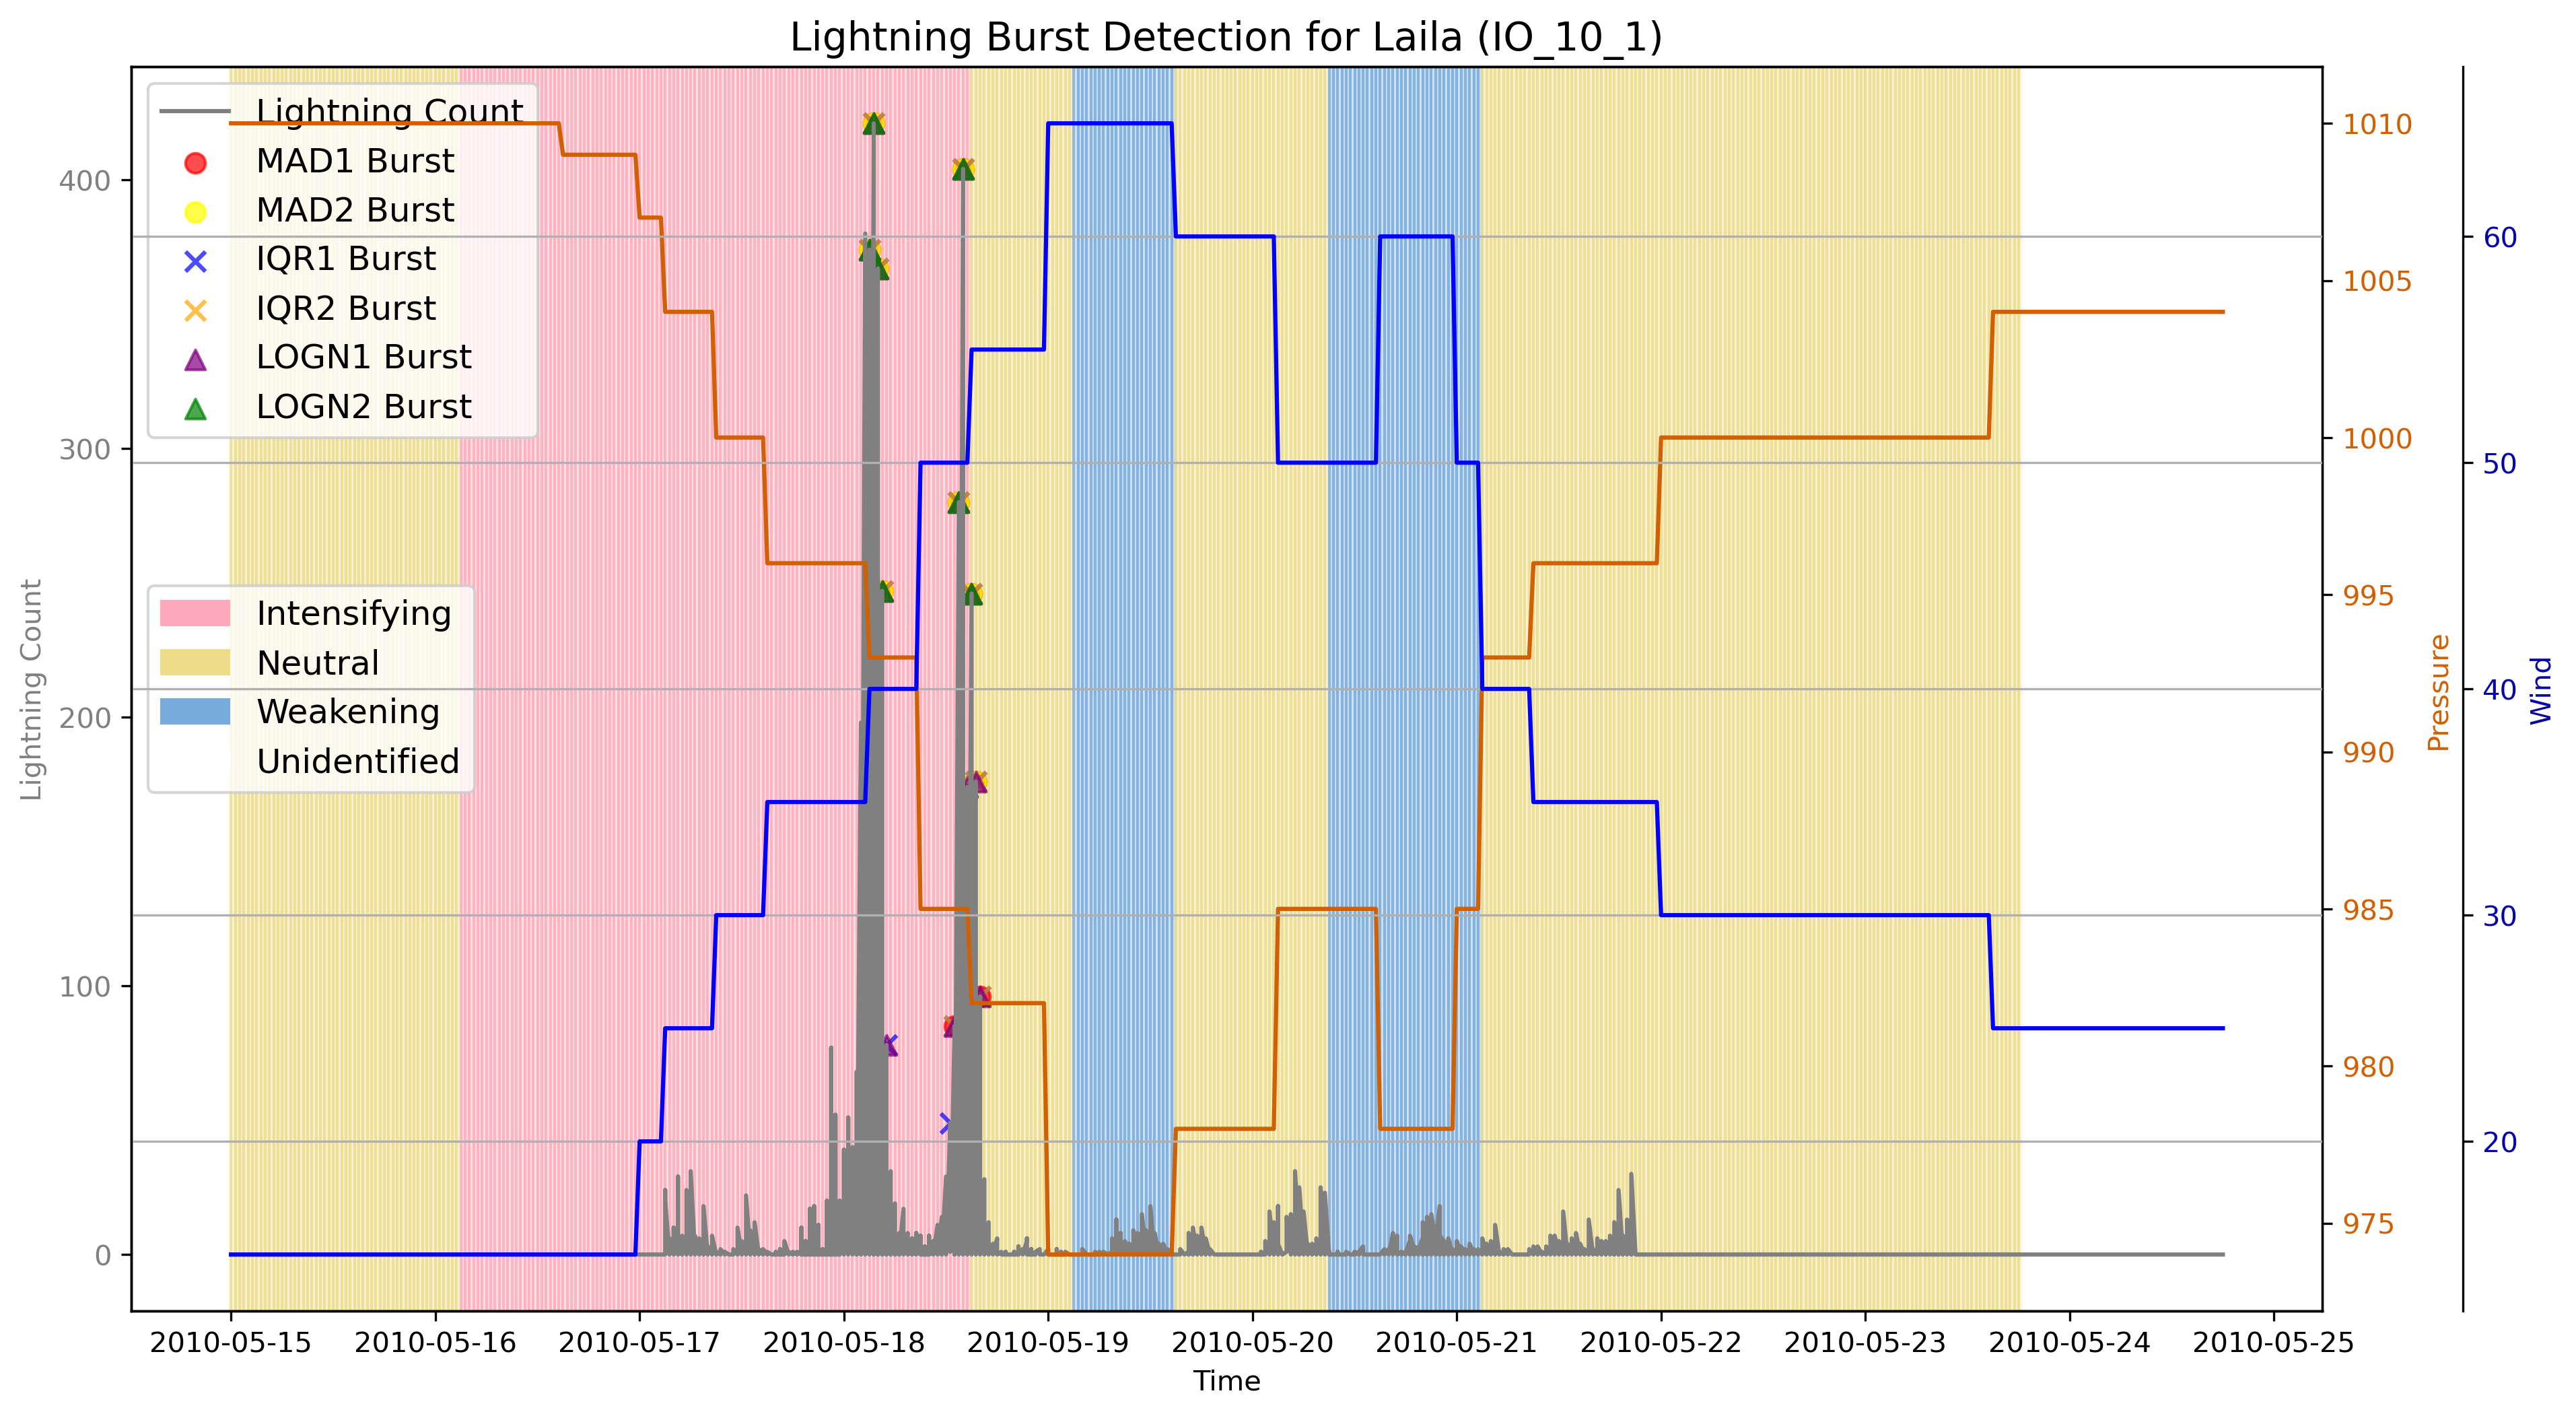 Lightning Burst Detection for Laila (IO_10_1)
Lightning Count
MAD1 Burst
MAD2 Burst
IQR1 Burst
IQR2 Burst
LOGN1 Burst
LOGN2 Burst
Intensifying
Neutral
Weakening
Unidentified
Lightning Count
400
300
200
100
0
1010
1005
1000
995
990
985
980
975
Pressure
60
50
40
30
20
Wind
2010-05-15 2010-05-16 2010-05-17 2010-05-18 2010-05-19 2010-05-20 2010-05-21 2010-05-22 2010-05-23 2010-05-24 2010-05-25
Time